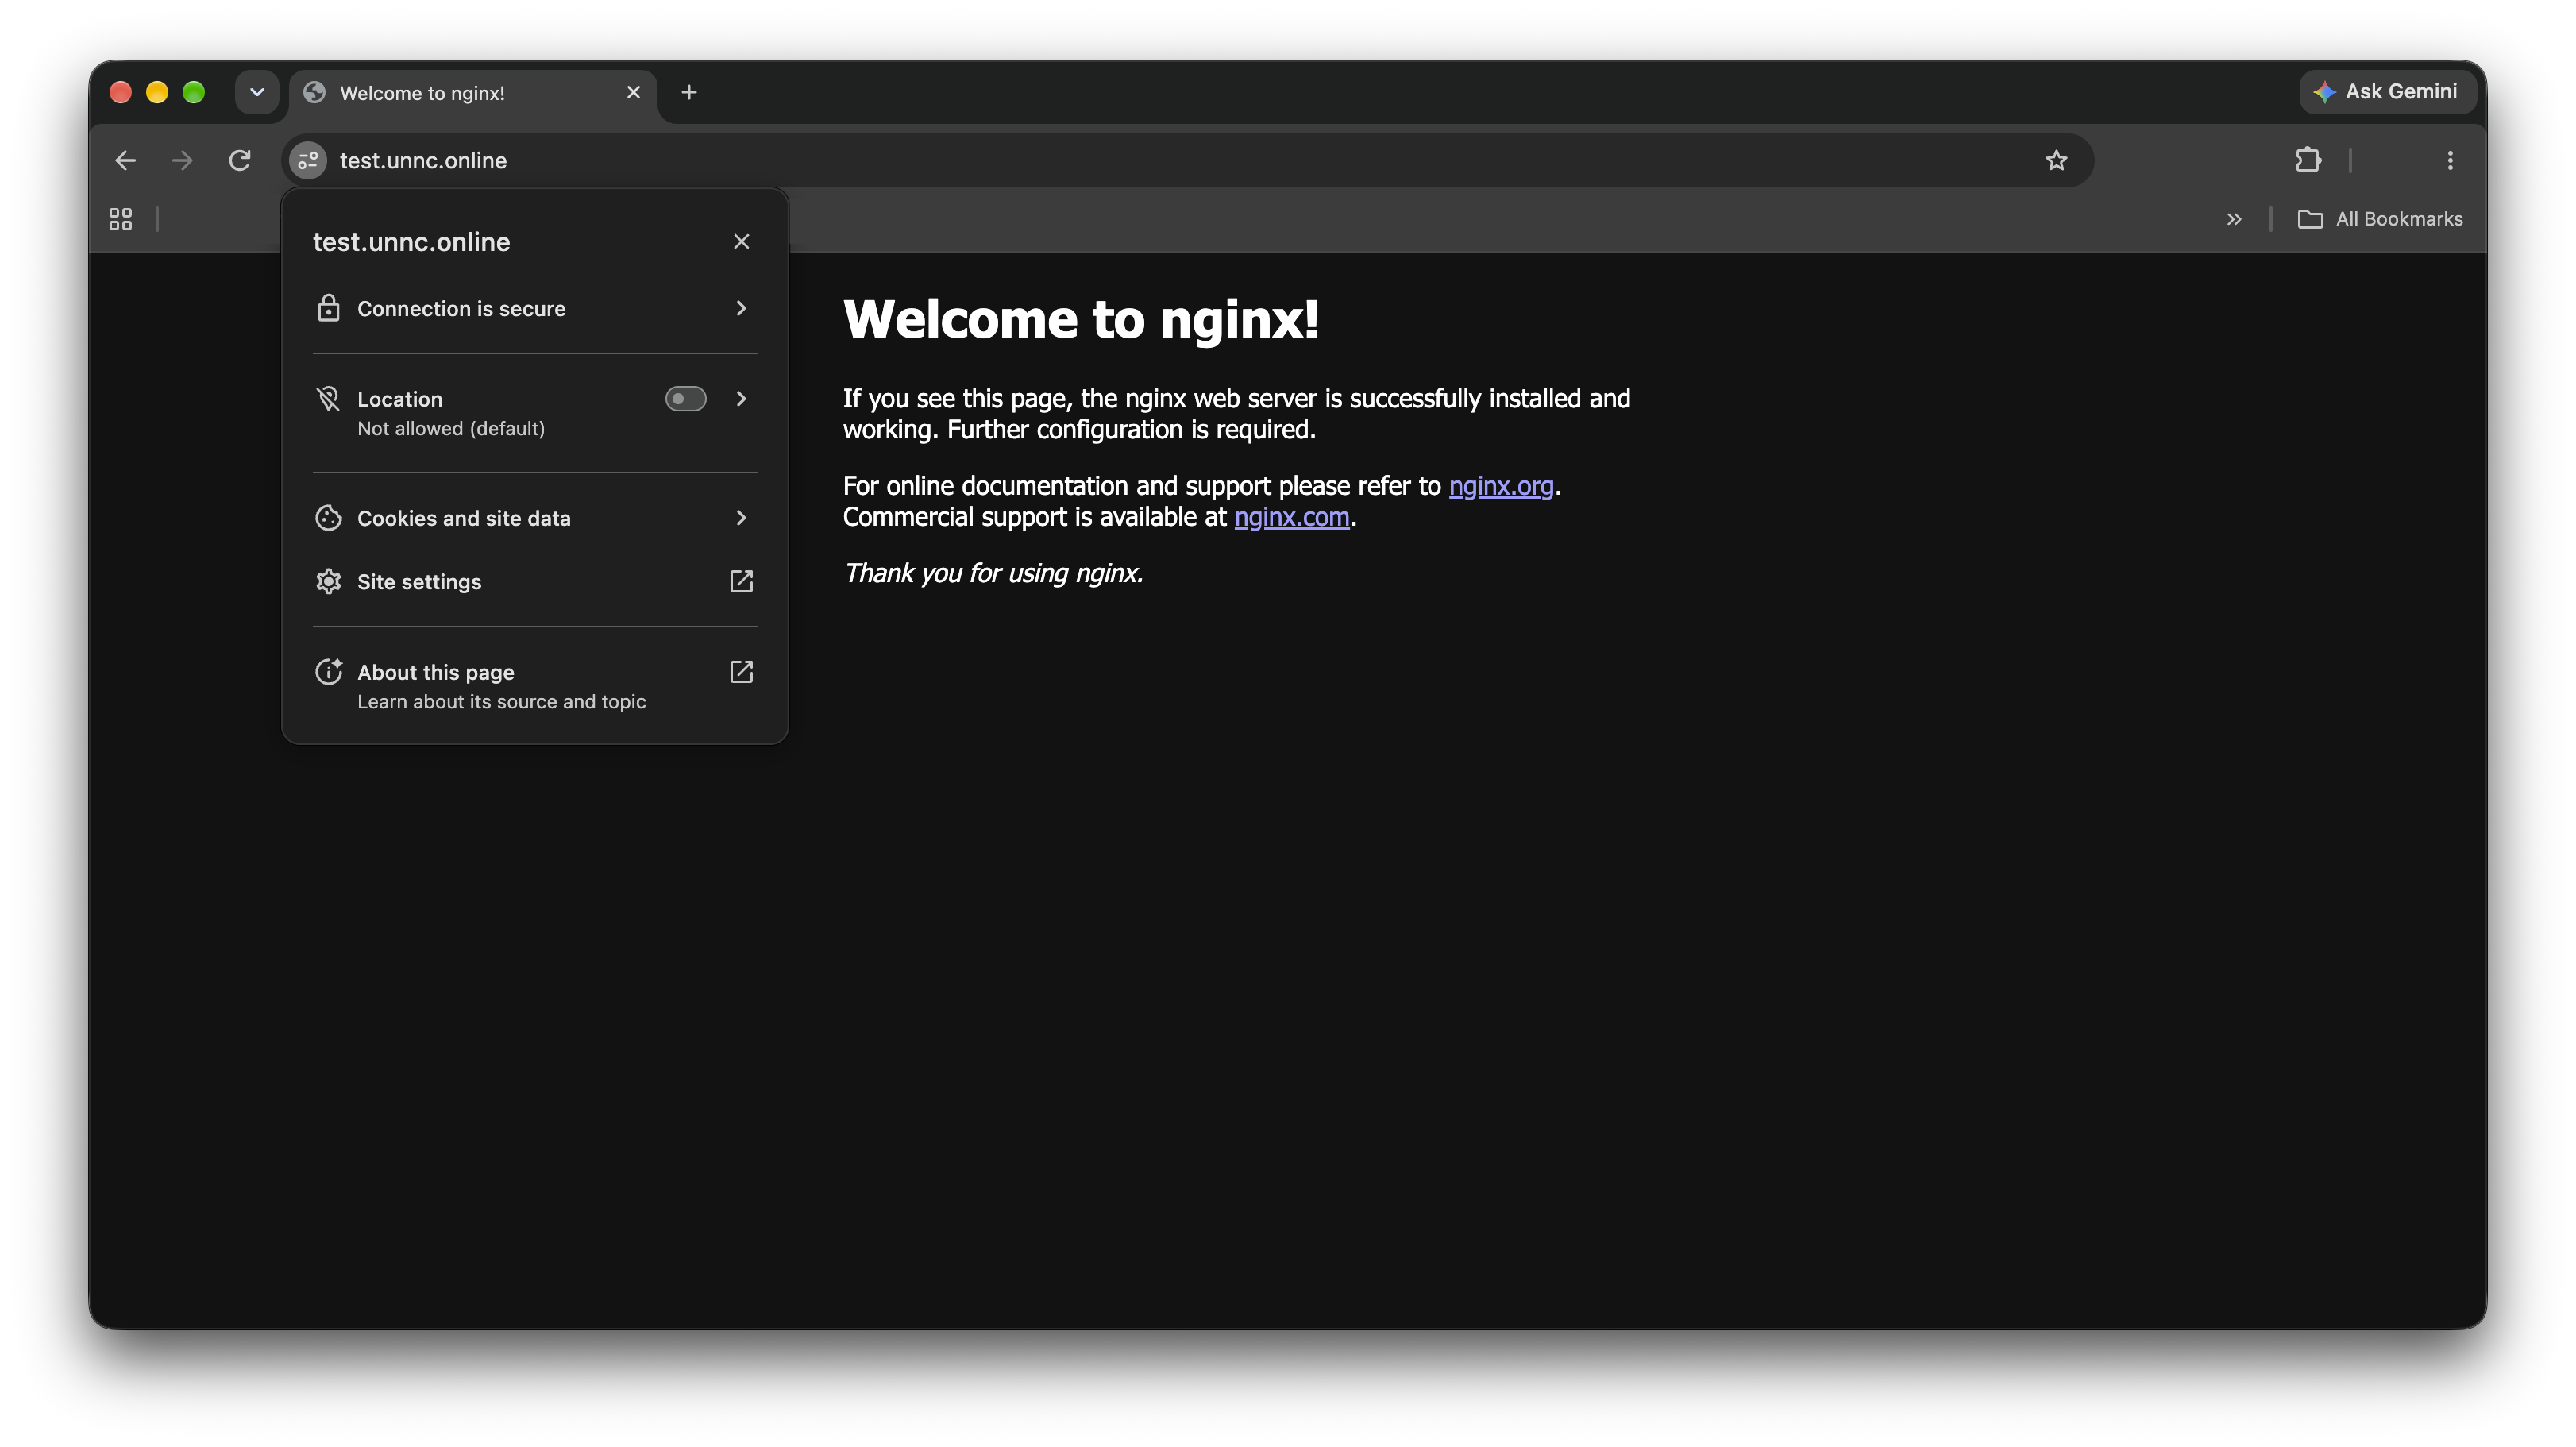 Welcome to nginx!
Ask Gemini
test.unnc.online
All Bookmarks
test.unnc.online
Connection is secure
Location
Not allowed (default)
Cookies and site data
Site settings
About this page
Learn about its source and topic
Welcome to nginx!
If you see this page, the nginx web server is successfully installed and
working. Further configuration is required.
For online documentation and support please refer to nginx.org.
Commercial support is available at nginx.com.
Thank you for using nginx.